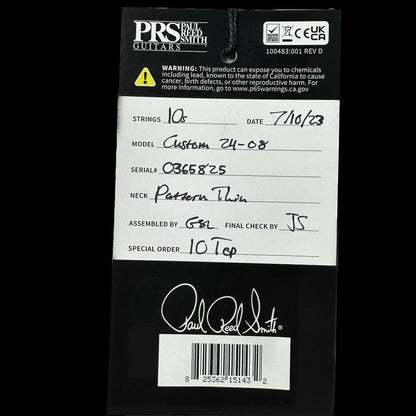 PRS PAUL REED SMITH
GUITARS
CE UK CA
100483:001 REV D
WARNING: This product can expose you to chemicals
including lead, known to the state of California to cause
cancer, birth defects, or other reproductive harm. For
more information, go to www.p65warnings.ca.gov
STRINGS 10s DATE 7/10/23
MODEL Custom 24-08
SERIAL# 0365825
NECK Pattern Thin
ASSEMBLED BY GSL FINAL CHECK BY JS
SPECIAL ORDER 10 Top
Paul Reed Smith®
8 25362 15143 2